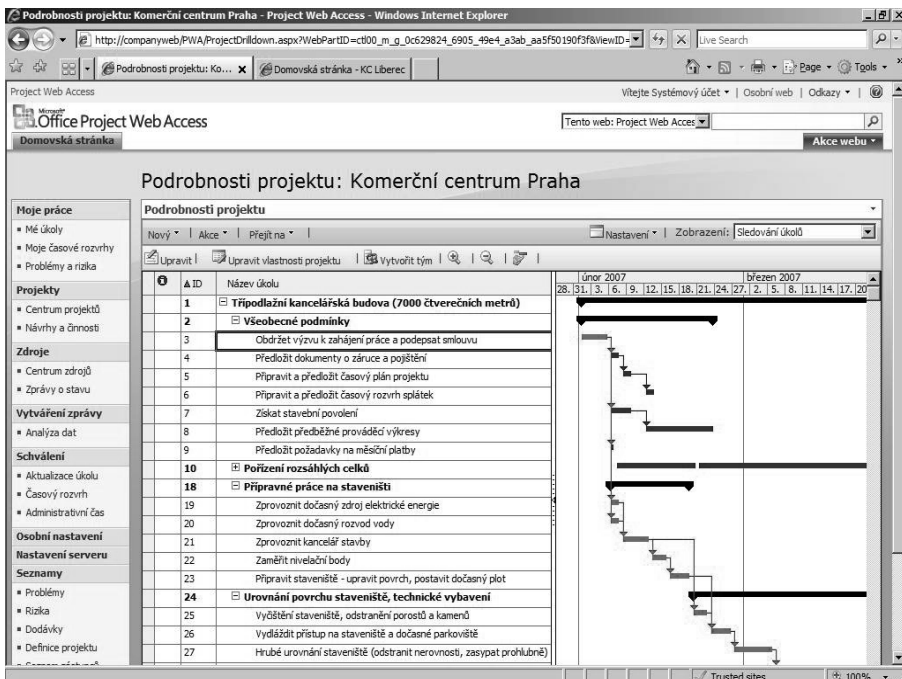 Podrobnosti projektu: Komerční centrum Praha - Project Web Access - Windows Internet Explorer
http://companyweb/PWA/ProjectDrilldown.aspx?WebPartID=ctl00_m_g_0c629824_6905_49e4_a3ab_aa5f50190f3f&ViewID=
Live Search
Podrobnosti projektu: Ko...
Domovská stránka - KC Liberec
Page
Tools
Project Web Access
Vítejte Systémový účet
Osobní web
Odkazy
Microsoft
Office Project Web Access
Tento web: Project Web Acces
Domovská stránka
Akce webu
Podrobnosti projektu: Komerční centrum Praha
Moje práce
Mé úkoly
Moje časové rozvrhy
Problémy a rizika
Projekty
Centrum projektů
Návrhy a činnosti
Zdroje
Centrum zdrojů
Zprávy o stavu
Vytváření zprávy
Analýza dat
Schválení
Aktualizace úkolu
Časový rozvrh
Administrativní čas
Osobní nastavení
Nastavení serveru
Seznamy
Problémy
Rizika
Dodávky
Definice projektu
Podrobnosti projektu
Nový
Akce
Přejít na
Nastavení
Zobrazení: Sledování úkolů
Upravit
Upravit vlastnosti projektu
Vytvořit tým
ID
Název úkolu
únor 2007
březen 2007
28. 31. 3. 6. 9. 12. 15. 18. 21. 24. 27. 2. 5. 8. 11. 14. 17. 20
1 Třípodlažní kancelářská budova (7000 čtverečních metrů)
2 Všeobecné podmínky
3 Obdržet výzvu k zahájení práce a podepsat smlouvu
4 Předložit dokumenty o záruce a pojištění
5 Připravit a předložit časový plán projektu
6 Připravit a předložit časový rozvrh splátek
7 Získat stavební povolení
8 Předložit předběžné prováděcí výkresy
9 Předložit požadavky na měsíční platby
10 Pořízení rozsáhlých celků
18 Přípravné práce na staveništi
19 Zprovoznit dočasný zdroj elektrické energie
20 Zprovoznit dočasný rozvod vody
21 Zprovoznit kancelář stavby
22 Zaměřit nivelační body
23 Připravit staveniště - upravit povrch, postavit dočasný plot
24 Urovnání povrchu staveniště, technické vybavení
25 Vyčištění staveniště, odstranění porostů a kamenů
26 Vydláždit přístup na staveniště a dočasné parkoviště
27 Hrubé urovnání staveniště (odstranit nerovnosti, zasypat prohlubně)
Trusted sites
100%